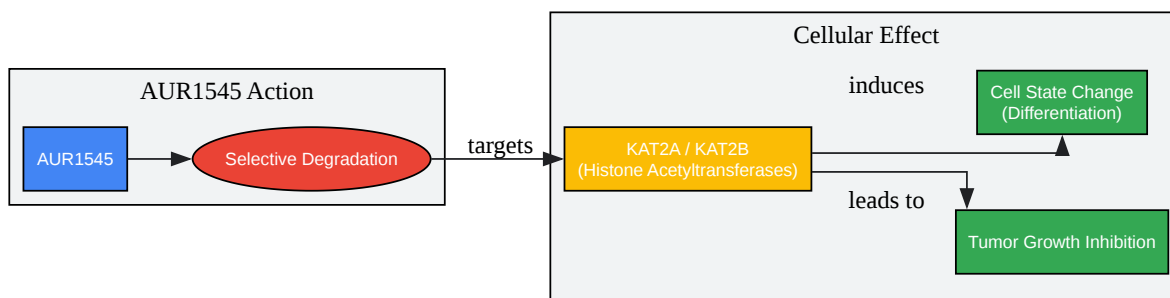 Cellular Effect
AUR1545 Action
AUR1545
Selective Degradation
targets
KAT2A / KAT2B
(Histone Acetyltransferases)
induces
Cell State Change
(Differentiation)
leads to
Tumor Growth Inhibition